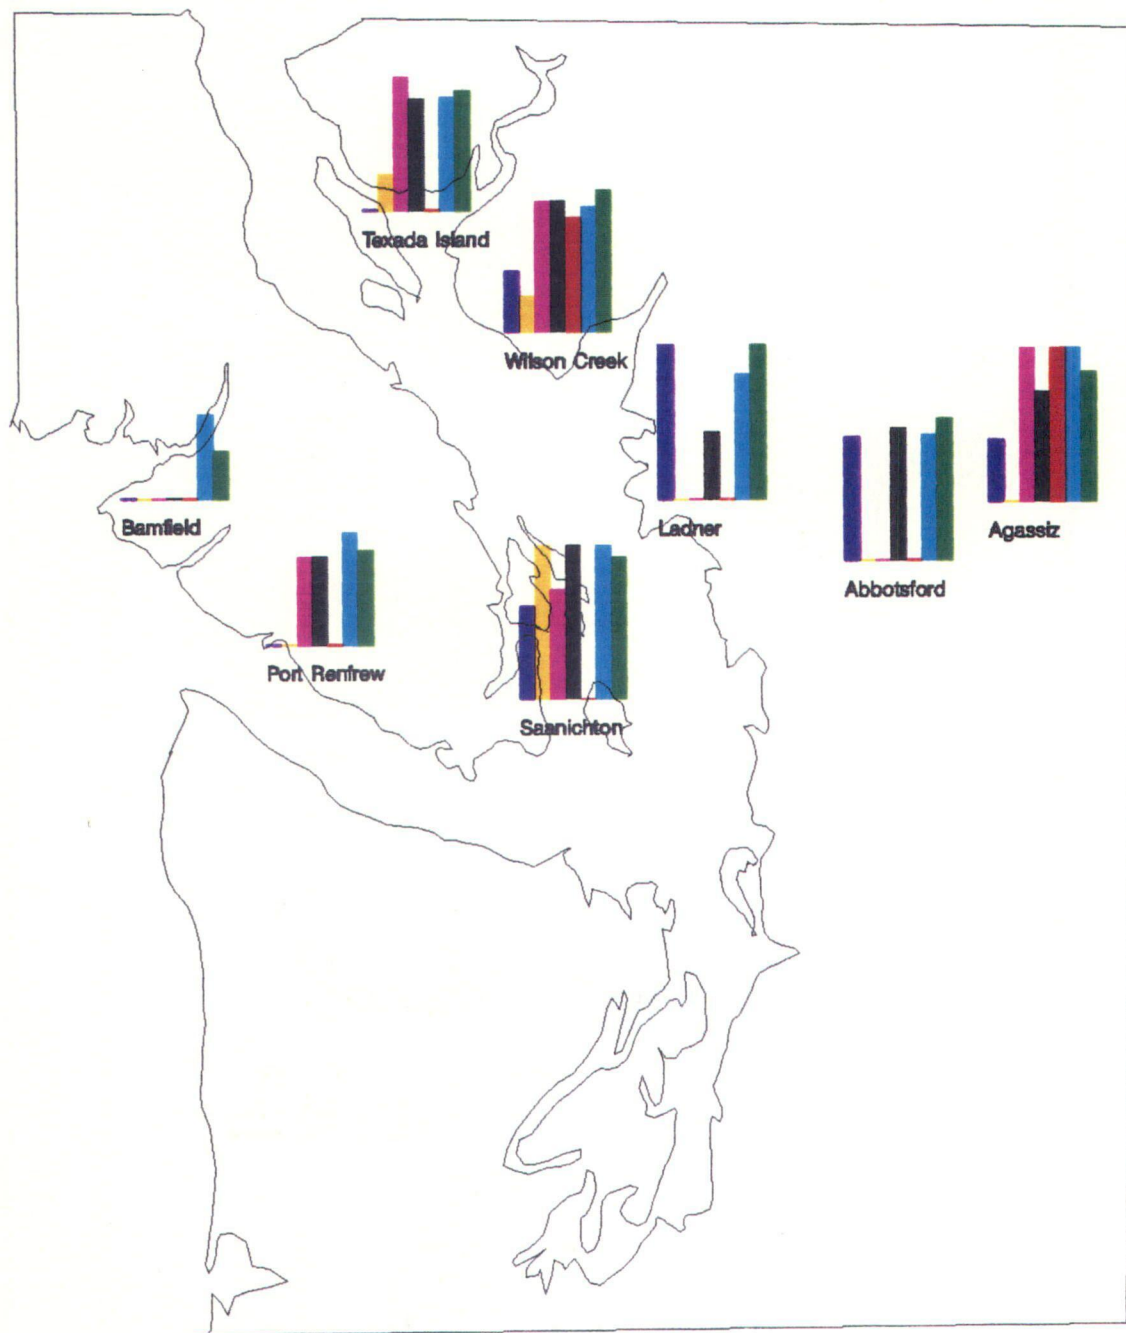 Texada Island
Wilson Creek
Bamfield
Ladner
Agassiz
Abbotsford
Port Renfrew
Saanichton